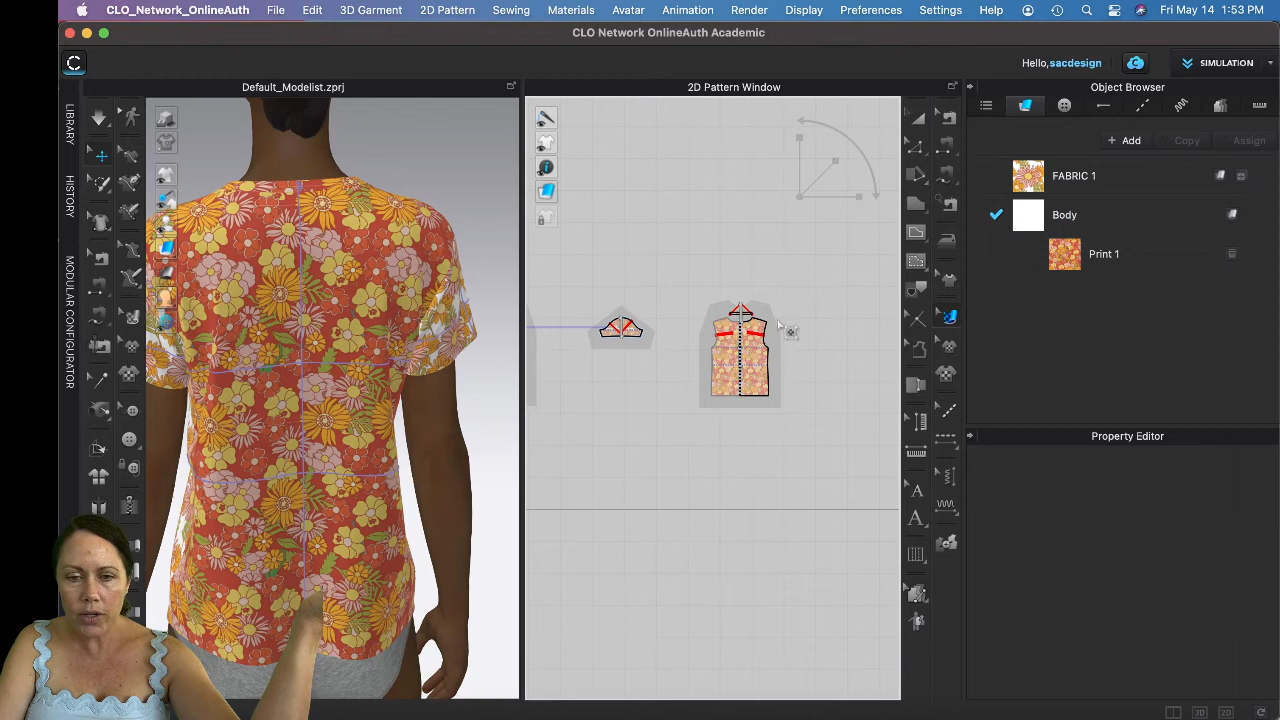 CLO_Network_OnlineAuth File Edit 3D Garment 2D Pattern Sewing Materials Avatar Animation Render Display Preferences Settings Help Fri May 14 1:53 PM
CLO Network OnlineAuth Academic
Hello, sacdesign SIMULATION
Default_Modelist.zprj
2D Pattern Window
Object Browser
LIBRARY
HISTORY
MODULAR CONFIGURATOR
+ Add Copy Assign
FABRIC 1
Body
Print 1
Property Editor
3D 2D